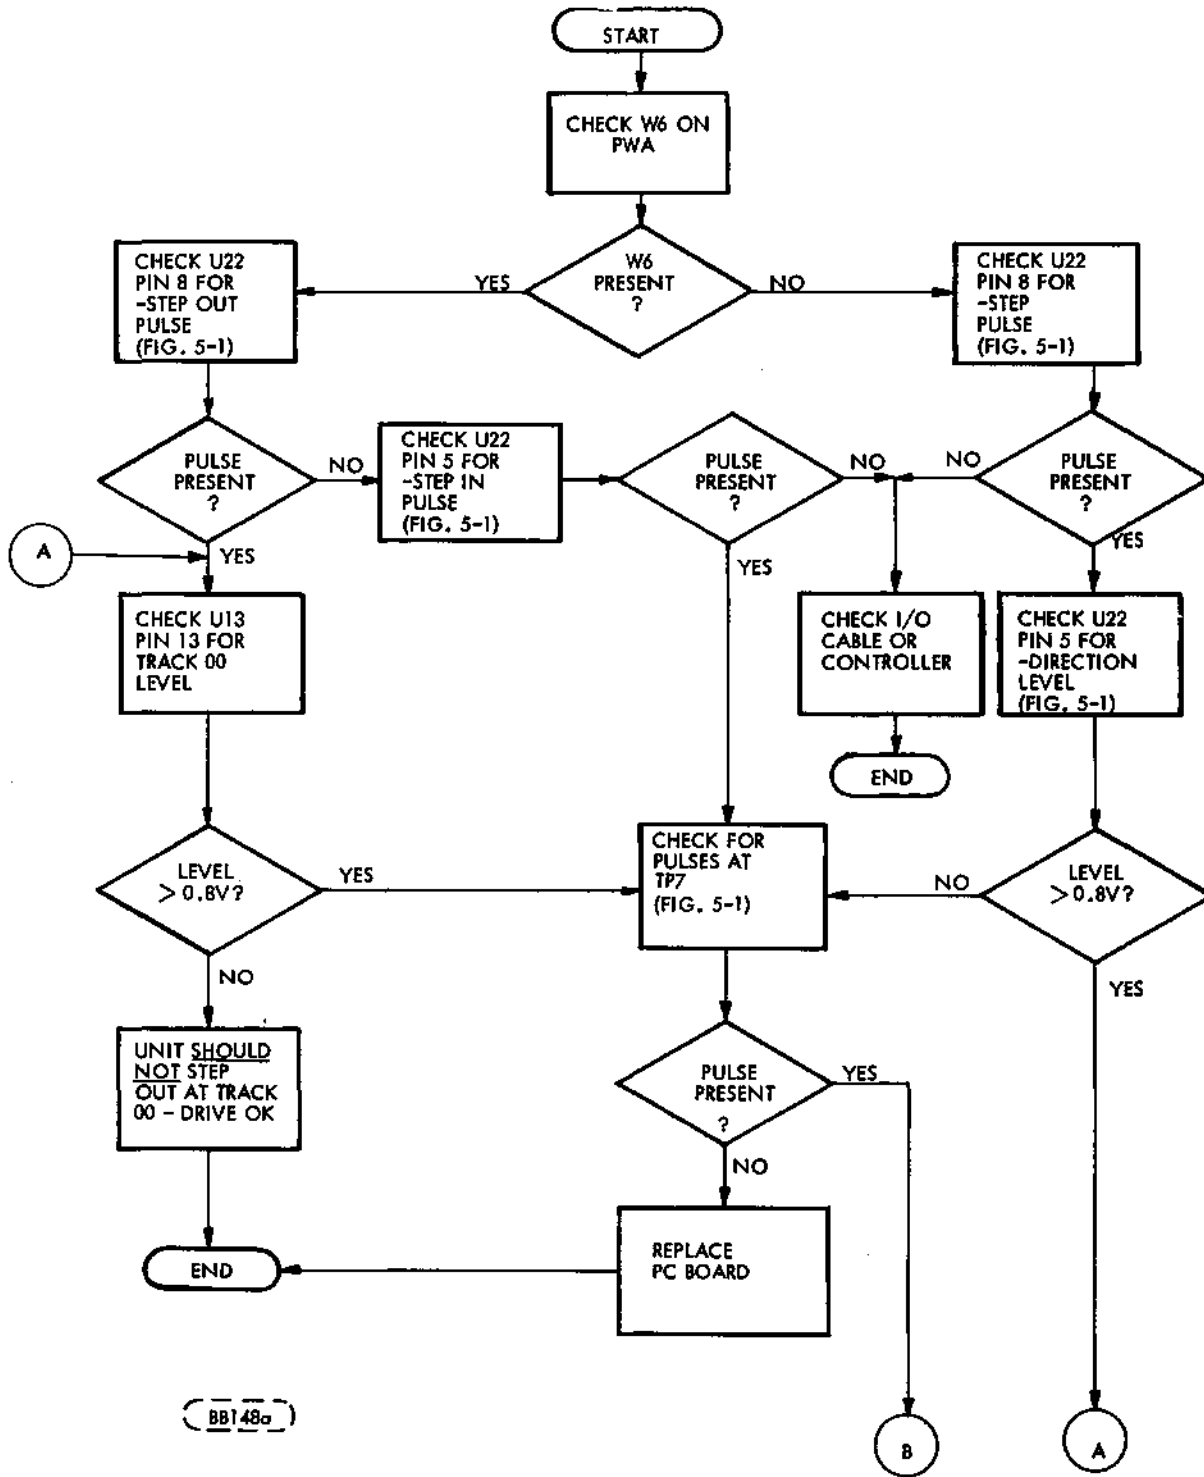 START
CHECK W6 ON
PWA
W6
PRESENT
?
YES
NO
CHECK U22
PIN 8 FOR
-STEP OUT
PULSE
(FIG. 5-1)
CHECK U22
PIN 8 FOR
-STEP
PULSE
(FIG. 5-1)
PULSE
PRESENT
?
NO
CHECK U22
PIN 5 FOR
-STEP IN
PULSE
(FIG. 5-1)
PULSE
PRESENT
?
NO
NO
PULSE
PRESENT
?
A
YES
YES
YES
CHECK U13
PIN 13 FOR
TRACK 00
LEVEL
CHECK I/O
CABLE OR
CONTROLLER
CHECK U22
PIN 5 FOR
-DIRECTION
LEVEL
(FIG. 5-1)
END
LEVEL
> 0.8V?
YES
CHECK FOR
PULSES AT
TP7
(FIG. 5-1)
NO
LEVEL
> 0.8V?
NO
YES
UNIT SHOULD
NOT STEP
OUT AT TRACK
00 - DRIVE OK
PULSE
PRESENT
?
YES
NO
END
REPLACE
PC BOARD
BB148a
B
A